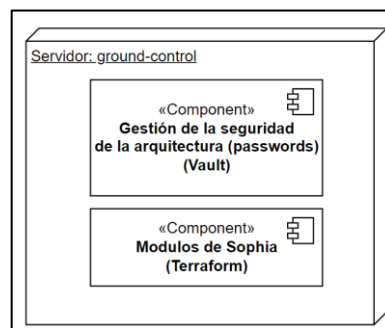 Servidor: ground-control
«Component»
Gestión de la seguridad
de la arquitectura (passwords)
(Vault)
«Component»
Modulos de Sophia
(Terraform)